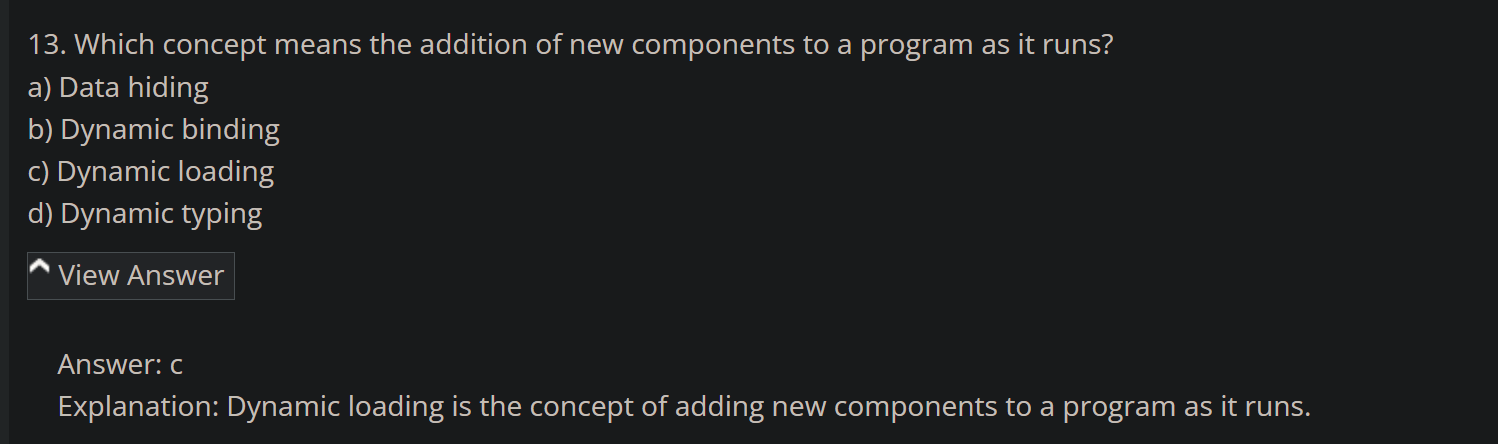 13. Which concept means the addition of new components to a program as it runs?
a) Data hiding
b) Dynamic binding
c) Dynamic loading
d) Dynamic typing
View Answer
Answer: c
Explanation: Dynamic loading is the concept of adding new components to a program as it runs.